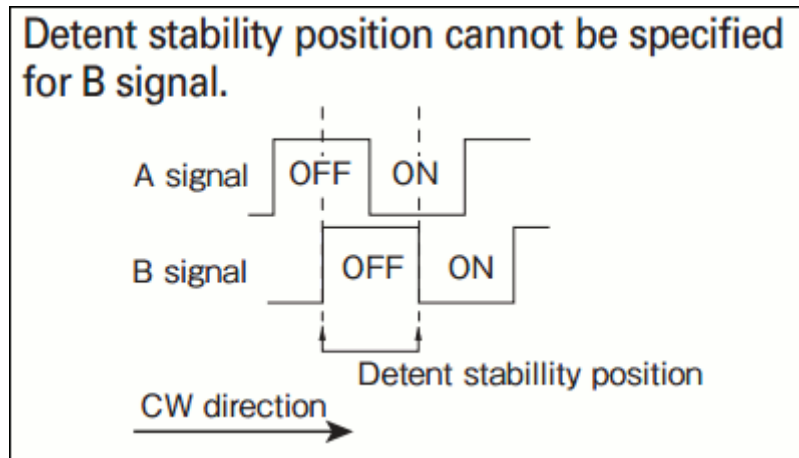 Detent stability position cannot be specified
for B signal.
A signal
OFF
ON
B signal
OFF
ON
Detent stabillity position
CW direction